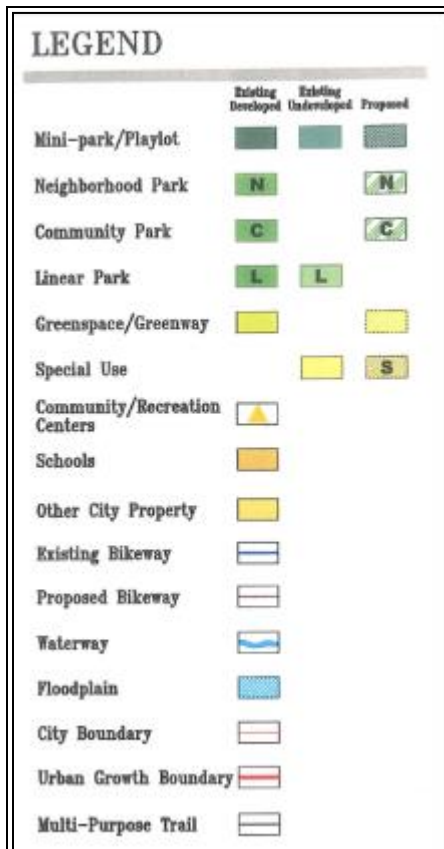 LEGEND
Existing Developed Existing Undeveloped Proposed
Mini-park/Playlot
Neighborhood Park N N
Community Park C C
Linear Park L L
Greenspace/Greenway
Special Use S
Community/Recreation
Centers
Schools
Other City Property
Existing Bikeway
Proposed Bikeway
Waterway
Floodplain
City Boundary
Urban Growth Boundary
Multi-Purpose Trail